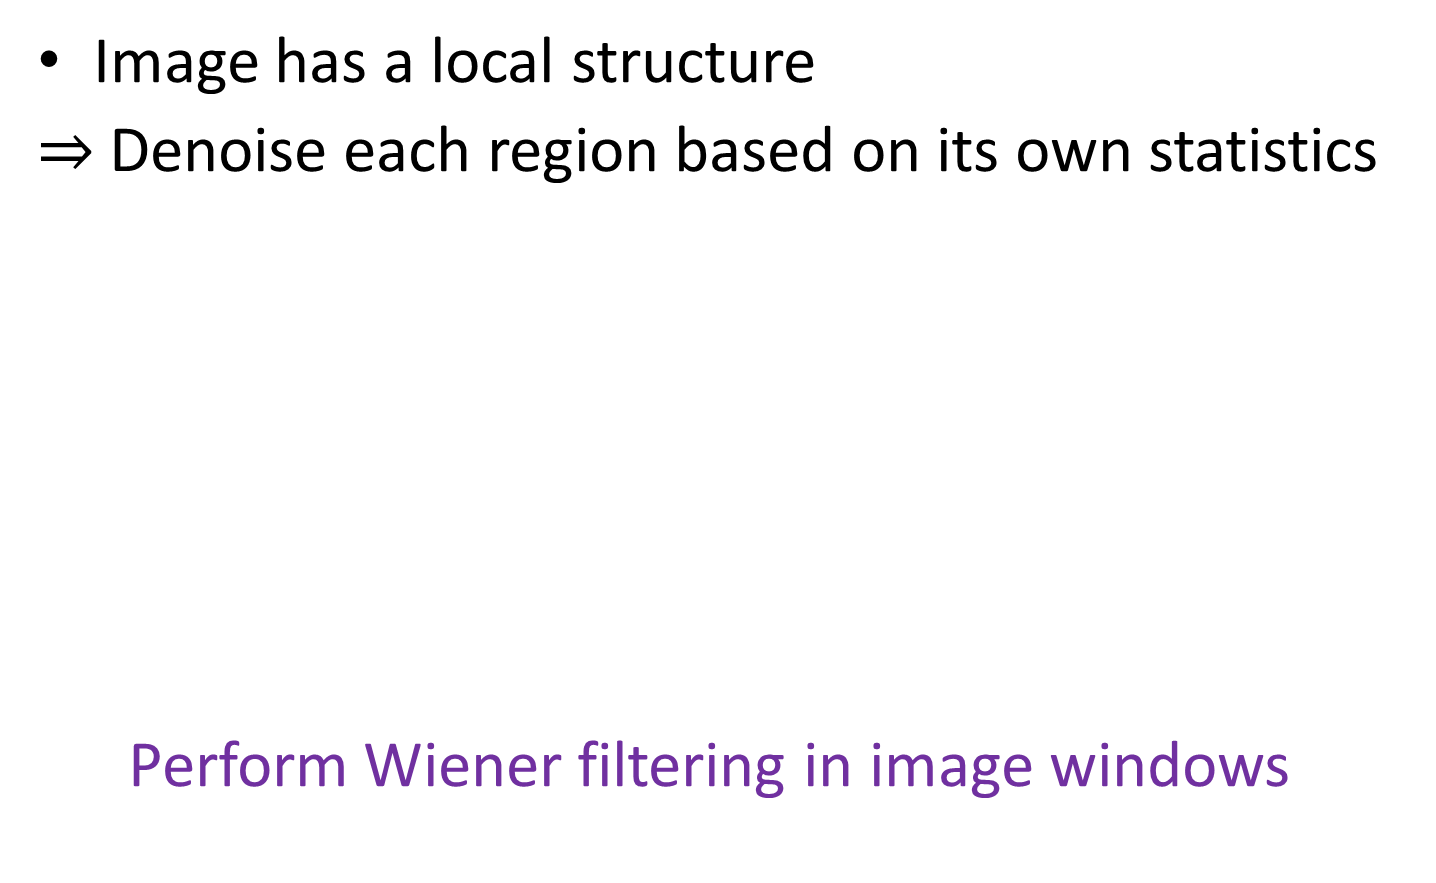 • Image has a local structure
⇒ Denoise each region based on its own statistics
Perform Wiener filtering in image windows